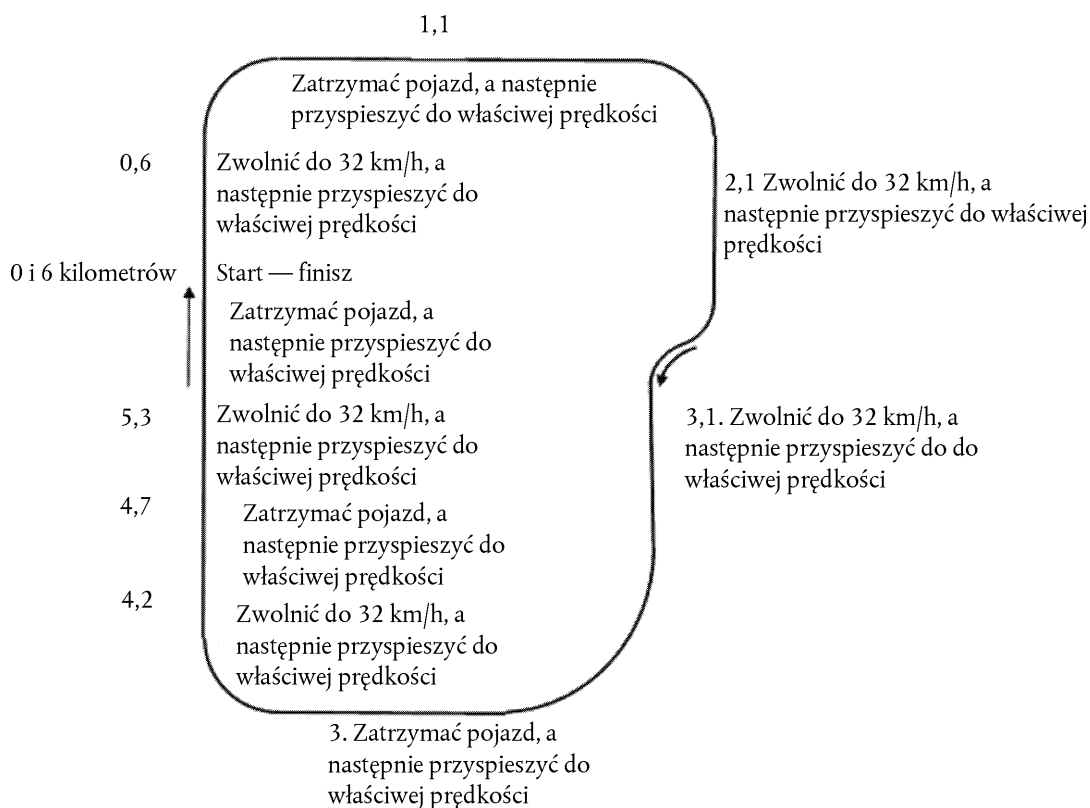 1,1
Zatrzymać pojazd, a następnie
przyspieszyć do właściwej prędkości
0,6
Zwolnić do 32 km/h, a
następnie przyspieszyć do
właściwej prędkości
2,1 Zwolnić do 32 km/h, a
następnie przyspieszyć do właściwej
prędkości
0 i 6 kilometrów
Start — finisz
Zatrzymać pojazd, a
następnie przyspieszyć do
właściwej prędkości
5,3
Zwolnić do 32 km/h, a
następnie przyspieszyć do
właściwej prędkości
3,1. Zwolnić do 32 km/h, a
następnie przyspieszyć do do
właściwej prędkości
4,7
Zatrzymać pojazd, a
następnie przyspieszyć do
właściwej prędkości
4,2
Zwolnić do 32 km/h, a
następnie przyspieszyć do
właściwej prędkości
3. Zatrzymać pojazd, a
następnie przyspieszyć do
właściwej prędkości